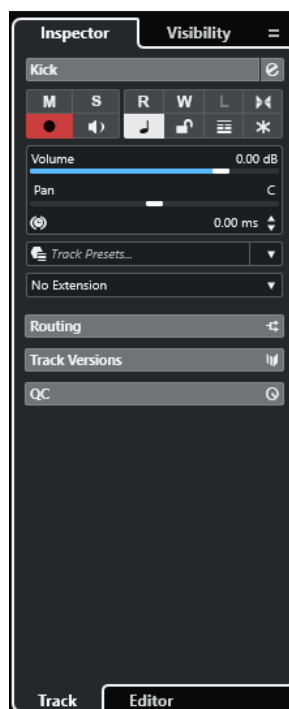 Inspector Visibility
Kick e
M S R W L
Volume 0.00 dB
Pan C
0.00 ms
Track Presets...
No Extension
Routing
Track Versions
QC
Track Editor